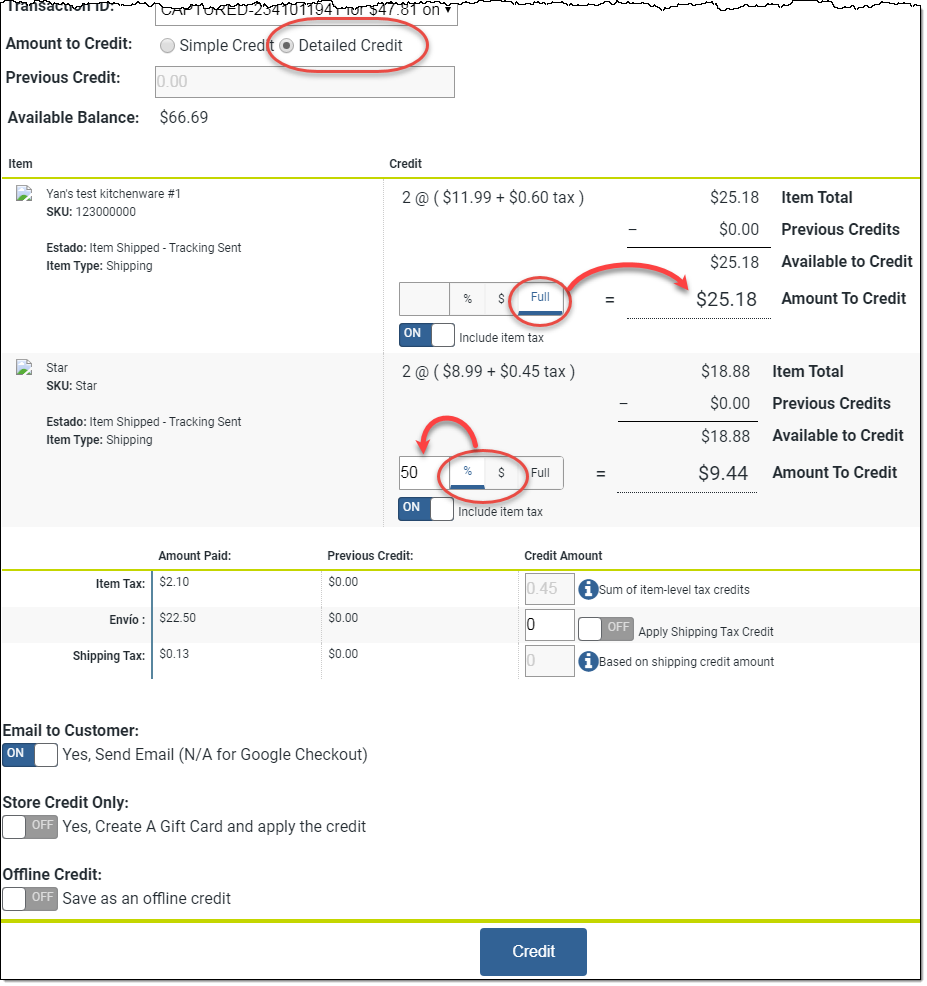 Transaction ID: CAPTURED-2341011941 for $47.81 on
Amount to Credit: Simple Credit Detailed Credit
Previous Credit: 0.00
Available Balance: $66.69
Item Credit
Yan's test kitchenware #1
SKU: 123000000
Estado: Item Shipped - Tracking Sent
Item Type: Shipping
2 @ ( $11.99 + $0.60 tax ) $25.18 Item Total
− $0.00 Previous Credits
$25.18 Available to Credit
% $ Full = $25.18 Amount To Credit
ON Include item tax
Star
SKU: Star
Estado: Item Shipped - Tracking Sent
Item Type: Shipping
2 @ ( $8.99 + $0.45 tax ) $18.88 Item Total
− $0.00 Previous Credits
$18.88 Available to Credit
50 % $ Full = $9.44 Amount To Credit
ON Include item tax
Amount Paid: Previous Credit: Credit Amount
Item Tax: $2.10 $0.00 0.45 i Sum of item-level tax credits
Envío : $22.50 $0.00 0 OFF Apply Shipping Tax Credit
Shipping Tax: $0.13 $0.00 0 i Based on shipping credit amount
Email to Customer:
ON Yes, Send Email (N/A for Google Checkout)
Store Credit Only:
OFF Yes, Create A Gift Card and apply the credit
Offline Credit:
OFF Save as an offline credit
Credit